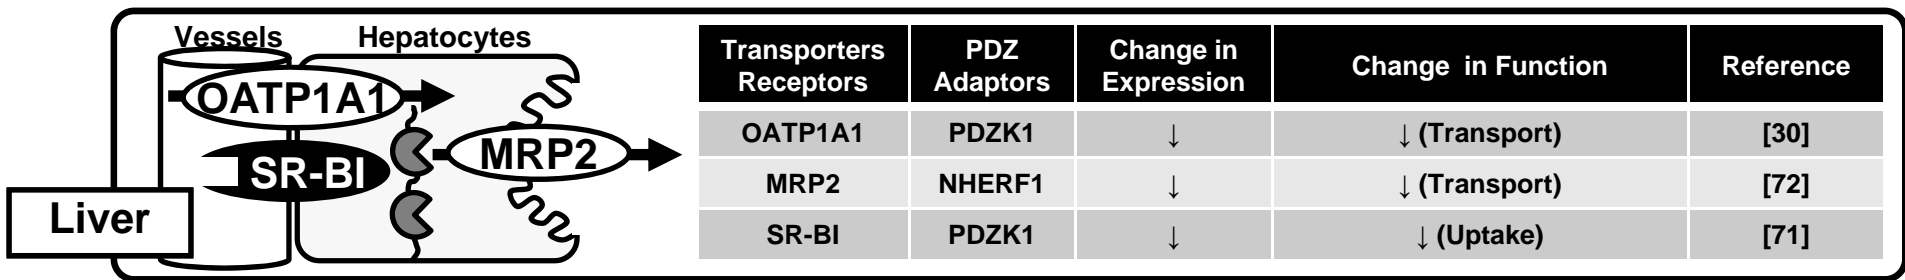 Vessels
Hepatocytes
OATP1A1
MRP2
SR-BI
Liver
Transporters Receptors PDZ Adaptors Change in Expression Change in Function Reference
OATP1A1 PDZK1 ↓ ↓ (Transport) [30]
MRP2 NHERF1 ↓ ↓ (Transport) [72]
SR-BI PDZK1 ↓ ↓ (Uptake) [71]